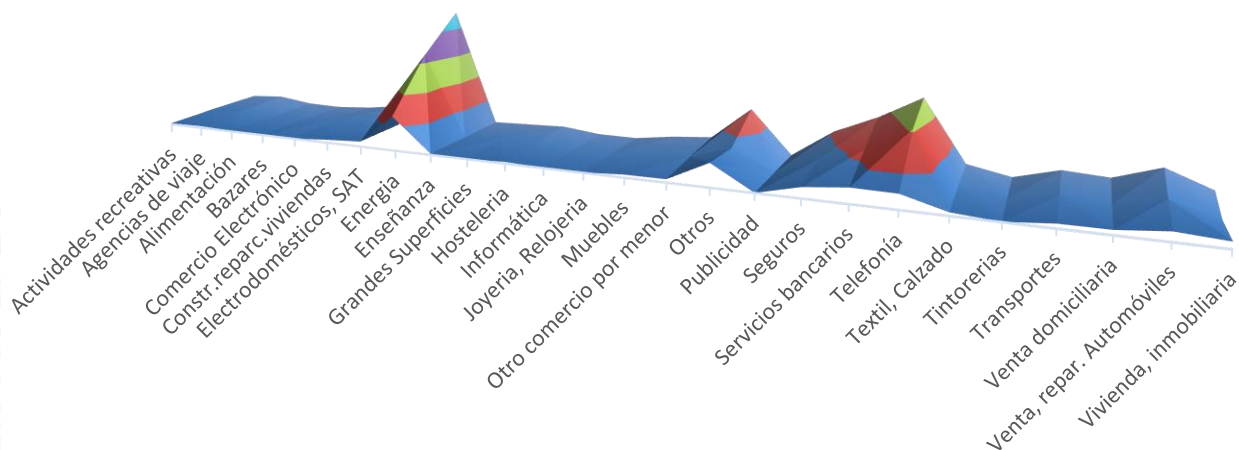 Actividades recreativas
Agencias de viaje
Alimentación
Bazares
Comercio Electrónico
Constr.reparc.viviendas
Electrodomésticos, SAT
Energia
Enseñanza
Grandes Superficies
Hosteleria
Informática
Joyeria, Relojeria
Muebles
Otro comercio por menor
Otros
Publicidad
Seguros
Servicios bancarios
Telefonía
Textil, Calzado
Tintorerias
Transportes
Venta domiciliaria
Venta, repar. Automóviles
Vivienda, inmobiliaria